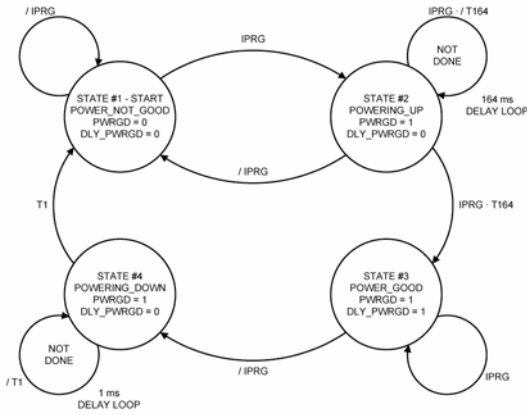 / IPRG
IPRG
IPRG · / T164
NOT
DONE
164 ms
DELAY LOOP
STATE #1 - START
POWER_NOT_GOOD
PWRGD = 0
DLY_PWRGD = 0
STATE #2
POWERING_UP
PWRGD = 1
DLY_PWRGD = 0
/ IPRG
T1
IPRG · T164
STATE #4
POWERING_DOWN
PWRGD = 1
DLY_PWRGD = 0
STATE #3
POWER_GOOD
PWRGD = 1
DLY_PWRGD = 1
NOT
DONE
/ IPRG
/ T1
IPRG
1 ms
DELAY LOOP